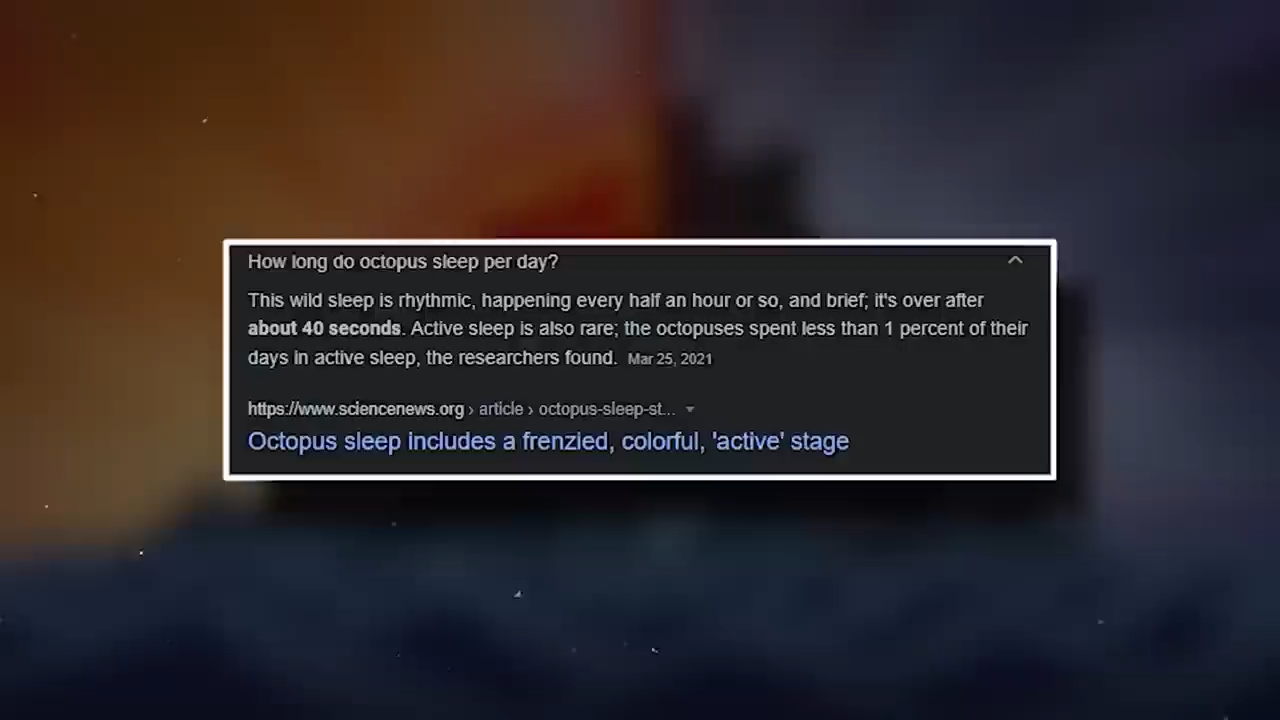 How long do octopus sleep per day?
This wild sleep is rhythmic, happening every half an hour or so, and brief; it's over after
about 40 seconds. Active sleep is also rare; the octopuses spent less than 1 percent of their
days in active sleep, the researchers found. Mar 25, 2021
https://www.sciencenews.org › article › octopus-sleep-st...
Octopus sleep includes a frenzied, colorful, 'active' stage